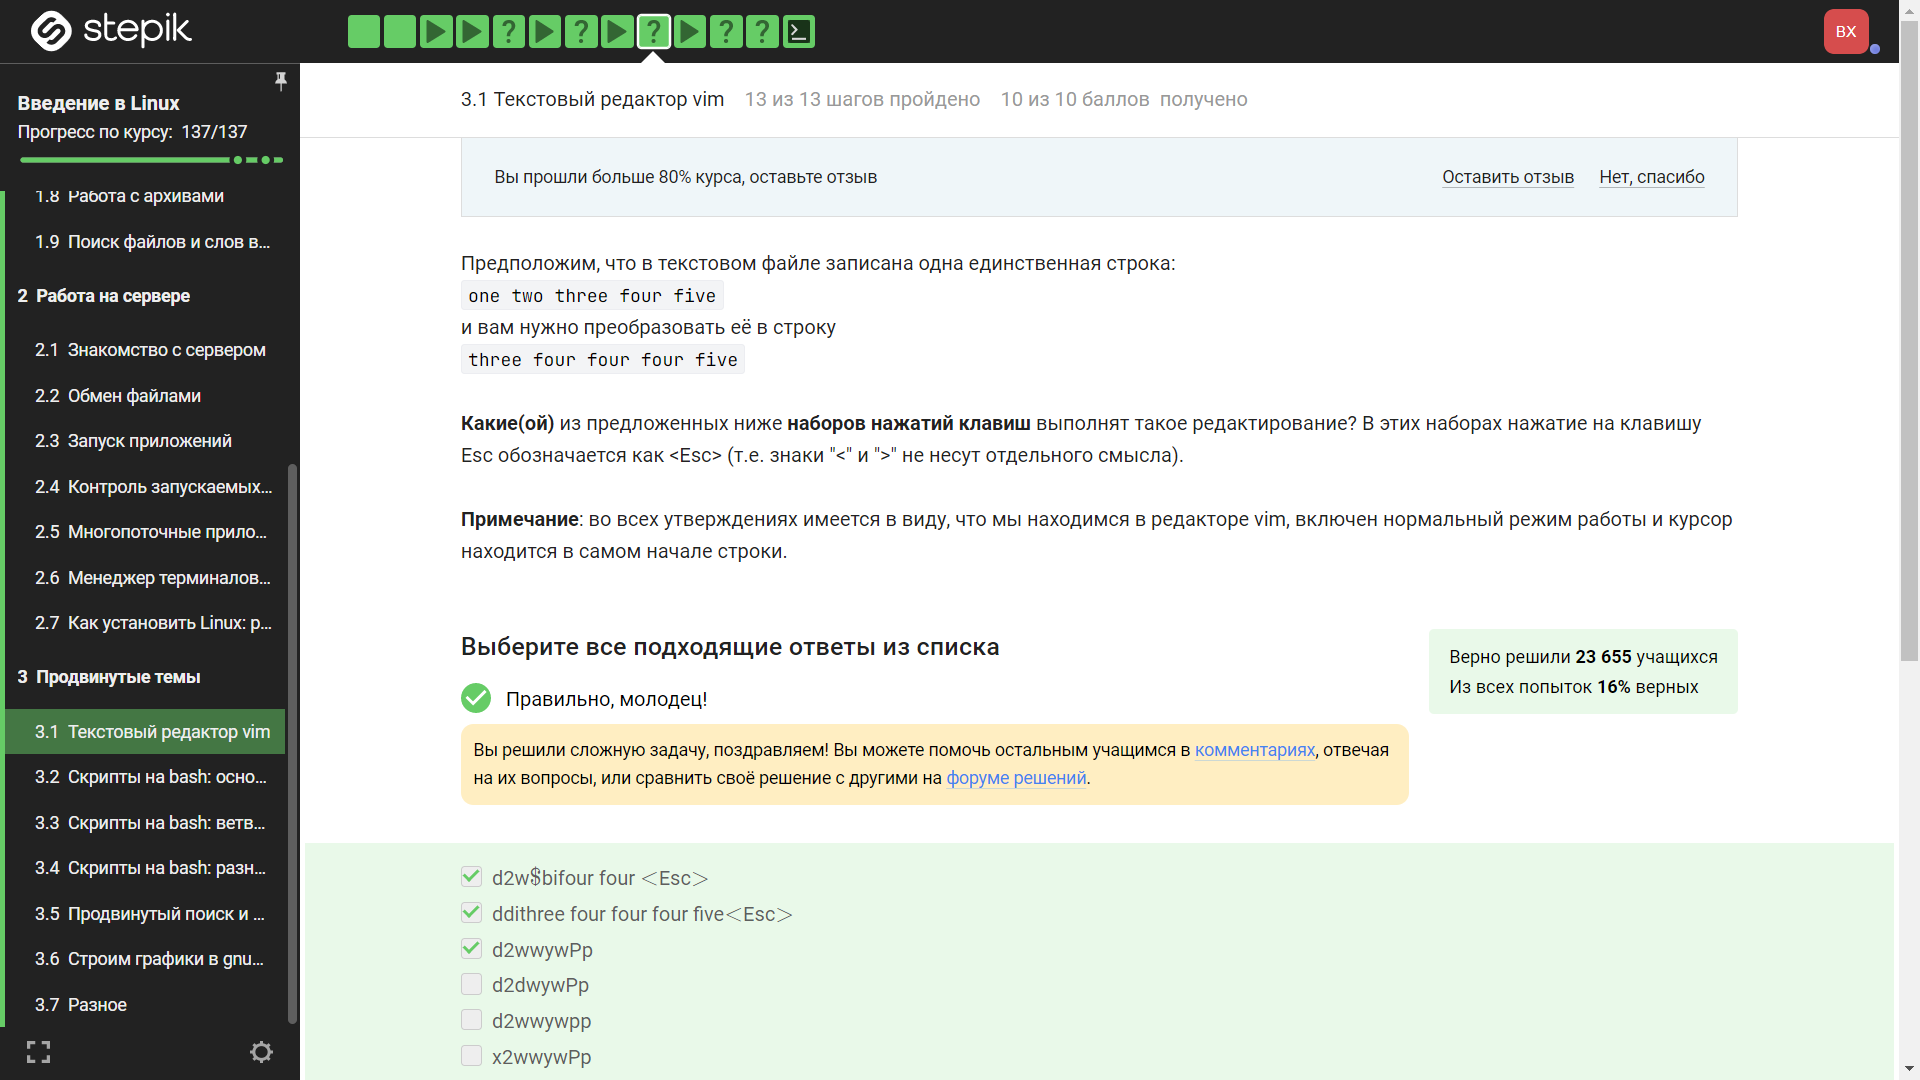 stepik
BX
Введение в Linux
Прогресс по курсу: 137/137
1.8 Работа с архивами
1.9 Поиск файлов и слов в...
2 Работа на сервере
2.1 Знакомство с сервером
2.2 Обмен файлами
2.3 Запуск приложений
2.4 Контроль запускаемых...
2.5 Многопоточные прило...
2.6 Менеджер терминалов...
2.7 Как установить Linux: р...
3 Продвинутые темы
3.1 Текстовый редактор vim
3.2 Скрипты на bash: осно...
3.3 Скрипты на bash: ветв...
3.4 Скрипты на bash: разн...
3.5 Продвинутый поиск и ...
3.6 Строим графики в gnu...
3.7 Разное
3.1 Текстовый редактор vim 13 из 13 шагов пройдено 10 из 10 баллов получено
Вы прошли больше 80% курса, оставьте отзыв Оставить отзыв Нет, спасибо
Предположим, что в текстовом файле записана одна единственная строка:
one two three four five
и вам нужно преобразовать её в строку
three four four four five
Какие(ой) из предложенных ниже наборов нажатий клавиш выполнят такое редактирование? В этих наборах нажатие на клавишу
Esc обозначается как <Esc> (т.е. знаки "<" и ">" не несут отдельного смысла).
Примечание: во всех утверждениях имеется в виду, что мы находимся в редакторе vim, включен нормальный режим работы и курсор
находится в самом начале строки.
Выберите все подходящие ответы из списка
Верно решили 23 655 учащихся
Из всех попыток 16% верных
Правильно, молодец!
Вы решили сложную задачу, поздравляем! Вы можете помочь остальным учащимся в комментариях, отвечая
на их вопросы, или сравнить своё решение с другими на форуме решений.
d2w$bifour four <Esc>
ddithree four four four five<Esc>
d2wwywPp
d2dwywPp
d2wwywpp
x2wwywPp